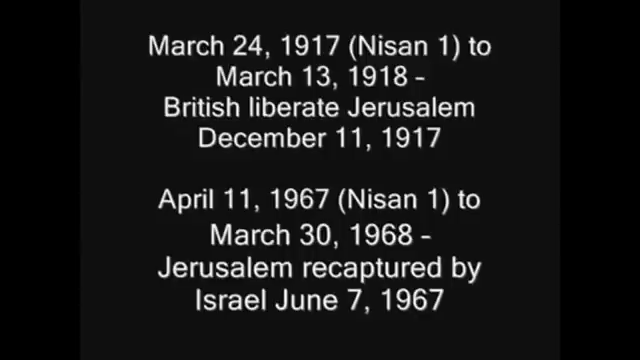 March 24, 1917 (Nisan 1) to
March 13, 1918 –
British liberate Jerusalem
December 11, 1917
April 11, 1967 (Nisan 1) to
March 30, 1968 –
Jerusalem recaptured by
Israel June 7, 1967